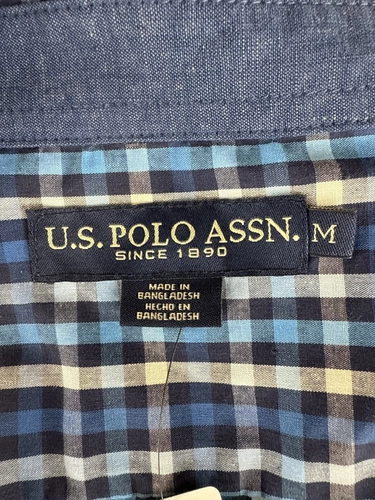 U.S. POLO ASSN.
SINCE 1890
M
MADE IN
BANGLADESH
HECHO EN
BANGLADESH